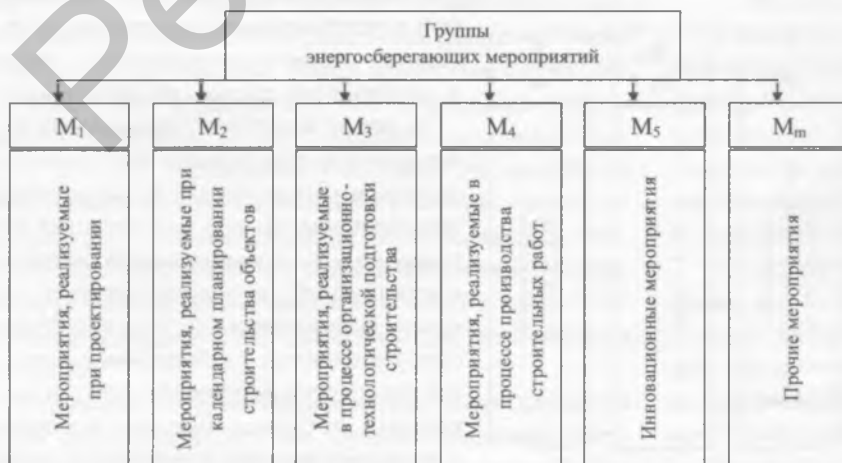 Группы
энергосберегающих мероприятий
M₁
M₂
M₃
M₄
M₅
Mₘ
Мероприятия, реализуемые
при проектировании
Мероприятия, реализуемые при
календарном планировании
строительства объектов
Мероприятия, реализуемые
в процессе организационно-
технологической подготовки
строительства
Мероприятия, реализуемые в
процессе производства
строительных работ
Инновационные мероприятия
Прочие мероприятия